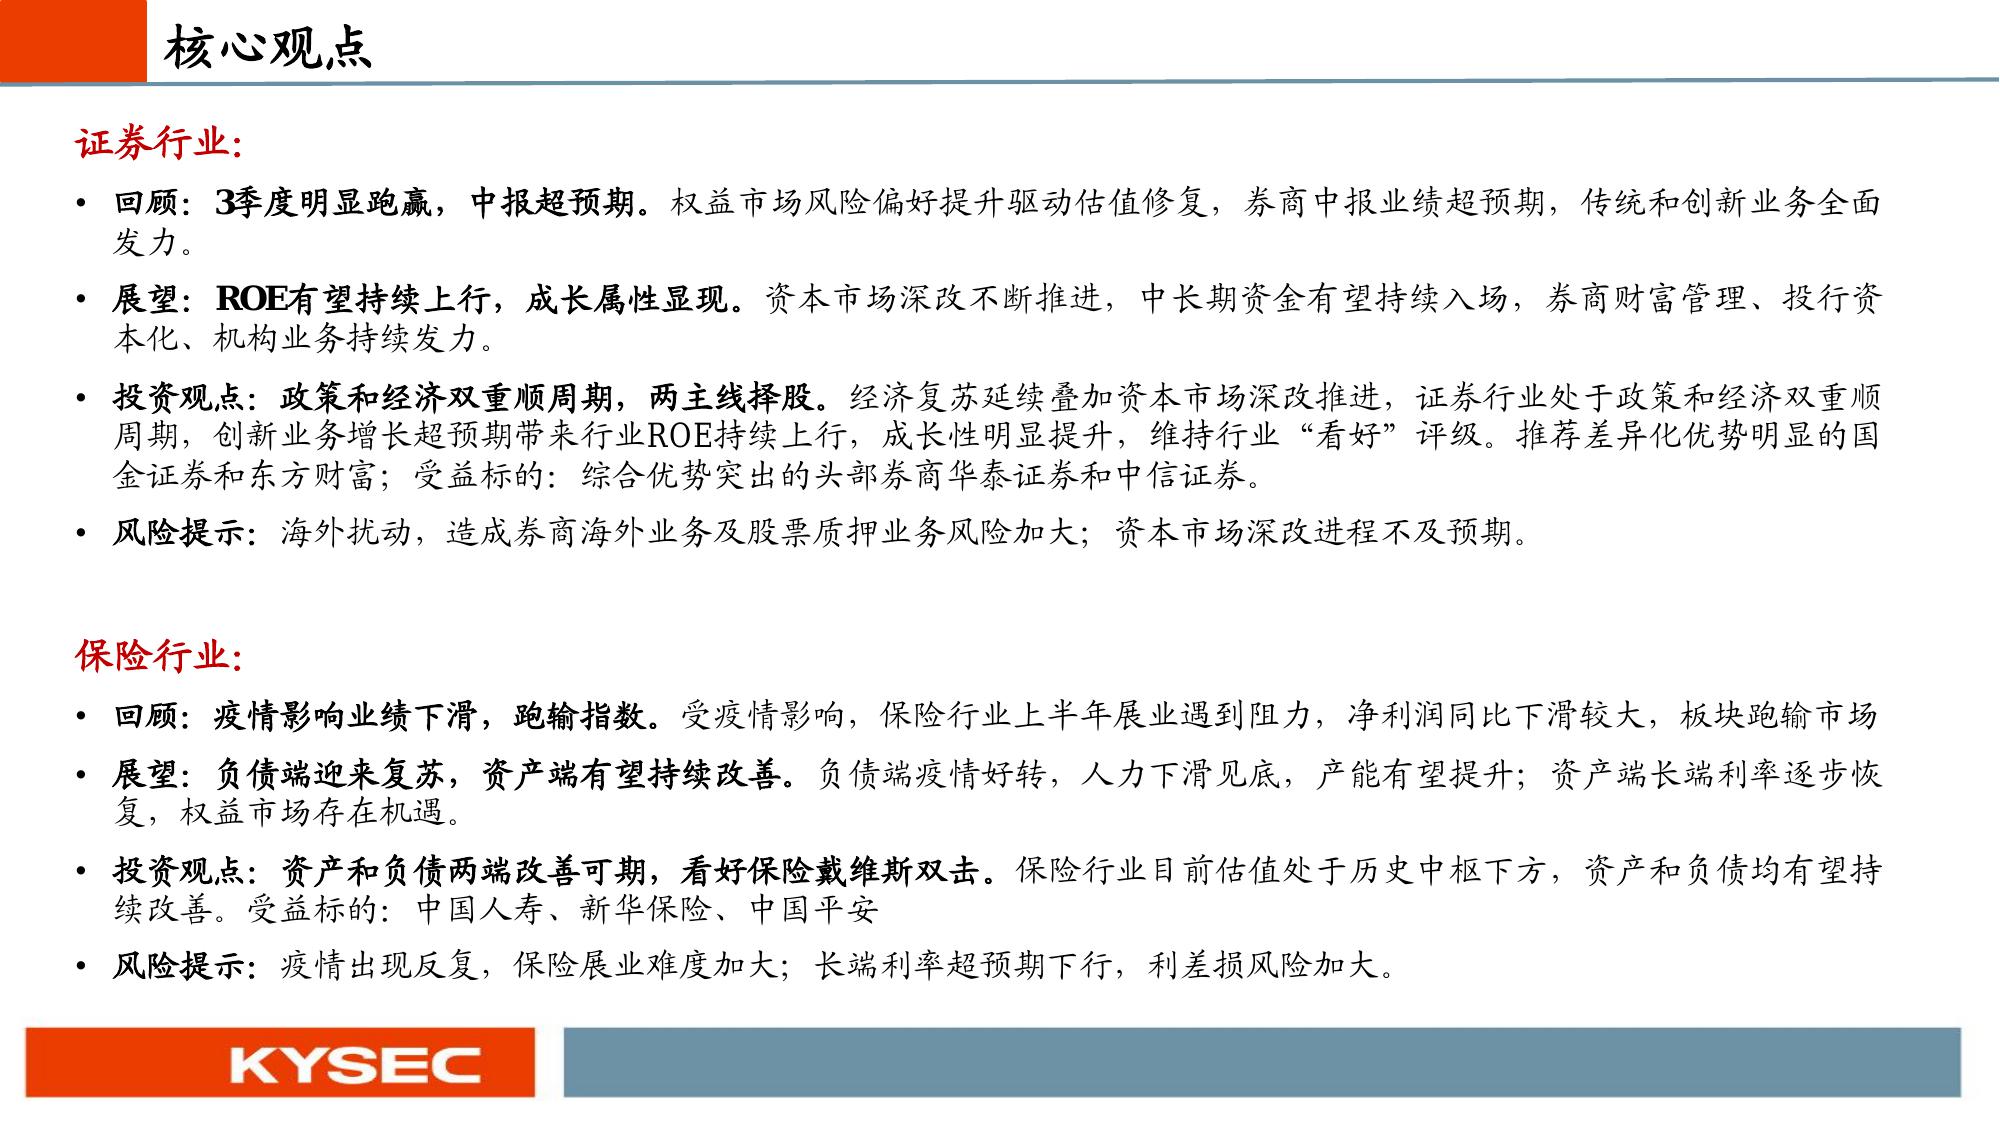 核心观点
证券行业：
• 回顾：3季度明显跑赢，中报超预期。权益市场风险偏好提升驱动估值修复，券商中报业绩超预期，传统和创新业务全面
发力。
• 展望：ROE有望持续上行，成长属性显现。资本市场深改不断推进，中长期资金有望持续入场，券商财富管理、投行资
本化、机构业务持续发力。
• 投资观点：政策和经济双重顺周期，两主线择股。经济复苏延续叠加资本市场深改推进，证券行业处于政策和经济双重顺
周期，创新业务增长超预期带来行业ROE持续上行，成长性明显提升，维持行业“看好”评级。推荐差异化优势明显的国
金证券和东方财富；受益标的：综合优势突出的头部券商华泰证券和中信证券。
• 风险提示：海外扰动，造成券商海外业务及股票质押业务风险加大；资本市场深改进程不及预期。
保险行业：
• 回顾：疫情影响业绩下滑，跑输指数。受疫情影响，保险行业上半年展业遇到阻力，净利润同比下滑较大，板块跑输市场
• 展望：负债端迎来复苏，资产端有望持续改善。负债端疫情好转，人力下滑见底，产能有望提升；资产端长端利率逐步恢
复，权益市场存在机遇。
• 投资观点：资产和负债两端改善可期，看好保险戴维斯双击。保险行业目前估值处于历史中枢下方，资产和负债均有望持
续改善。受益标的：中国人寿、新华保险、中国平安
• 风险提示：疫情出现反复，保险展业难度加大；长端利率超预期下行，利差损风险加大。
KYSEC